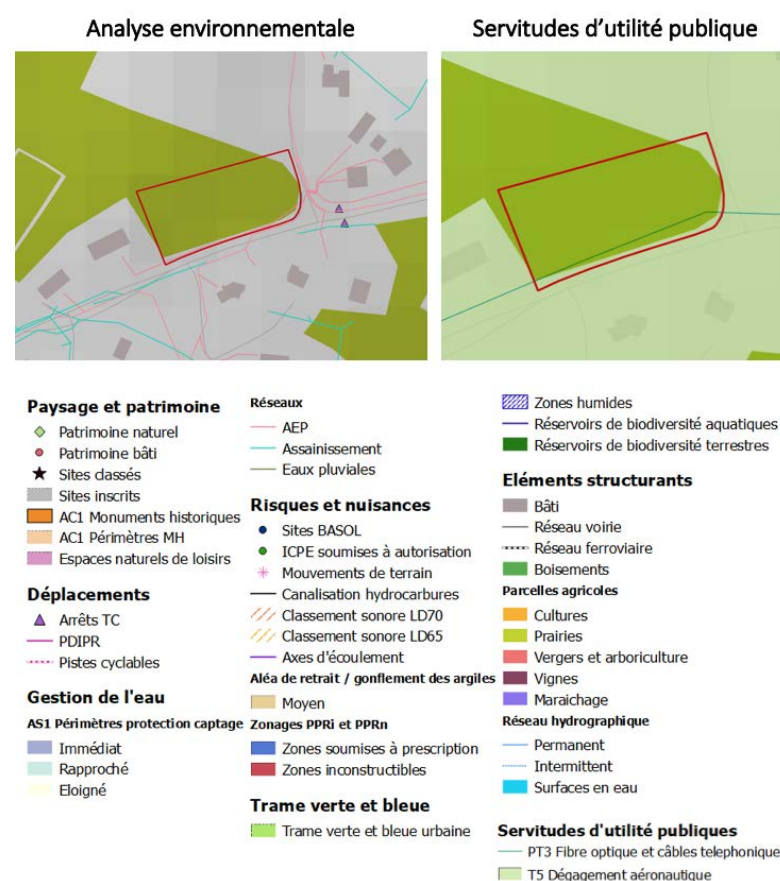 Analyse environnementale
Servitudes d’utilité publique
Paysage et patrimoine
Patrimoine naturel
Patrimoine bâti
Sites classés
Sites inscrits
AC1 Monuments historiques
AC1 Périmètres MH
Espaces naturels de loisirs
Déplacements
Arrêts TC
PDIPR
Pistes cyclables
Gestion de l'eau
AS1 Périmètres protection captage
Immédiat
Rapproché
Eloigné
Réseaux
AEP
Assainissement
Eaux pluviales
Risques et nuisances
Sites BASOL
ICPE soumises à autorisation
Mouvements de terrain
Canalisation hydrocarbures
Classement sonore LD70
Classement sonore LD65
Axes d'écoulement
Aléa de retrait / gonflement des argiles
Moyen
Zonages PPRi et PPRn
Zones soumises à prescription
Zones inconstructibles
Trame verte et bleue
Trame verte et bleue urbaine
Zones humides
Réservoirs de biodiversité aquatiques
Réservoirs de biodiversité terrestres
Eléments structurants
Bâti
Réseau voirie
Réseau ferroviaire
Boisements
Parcelles agricoles
Cultures
Prairies
Vergers et arboriculture
Vignes
Maraichage
Réseau hydrographique
Permanent
Intermittent
Surfaces en eau
Servitudes d'utilité publiques
PT3 Fibre optique et câbles telephonique
T5 Dégagement aéronautique